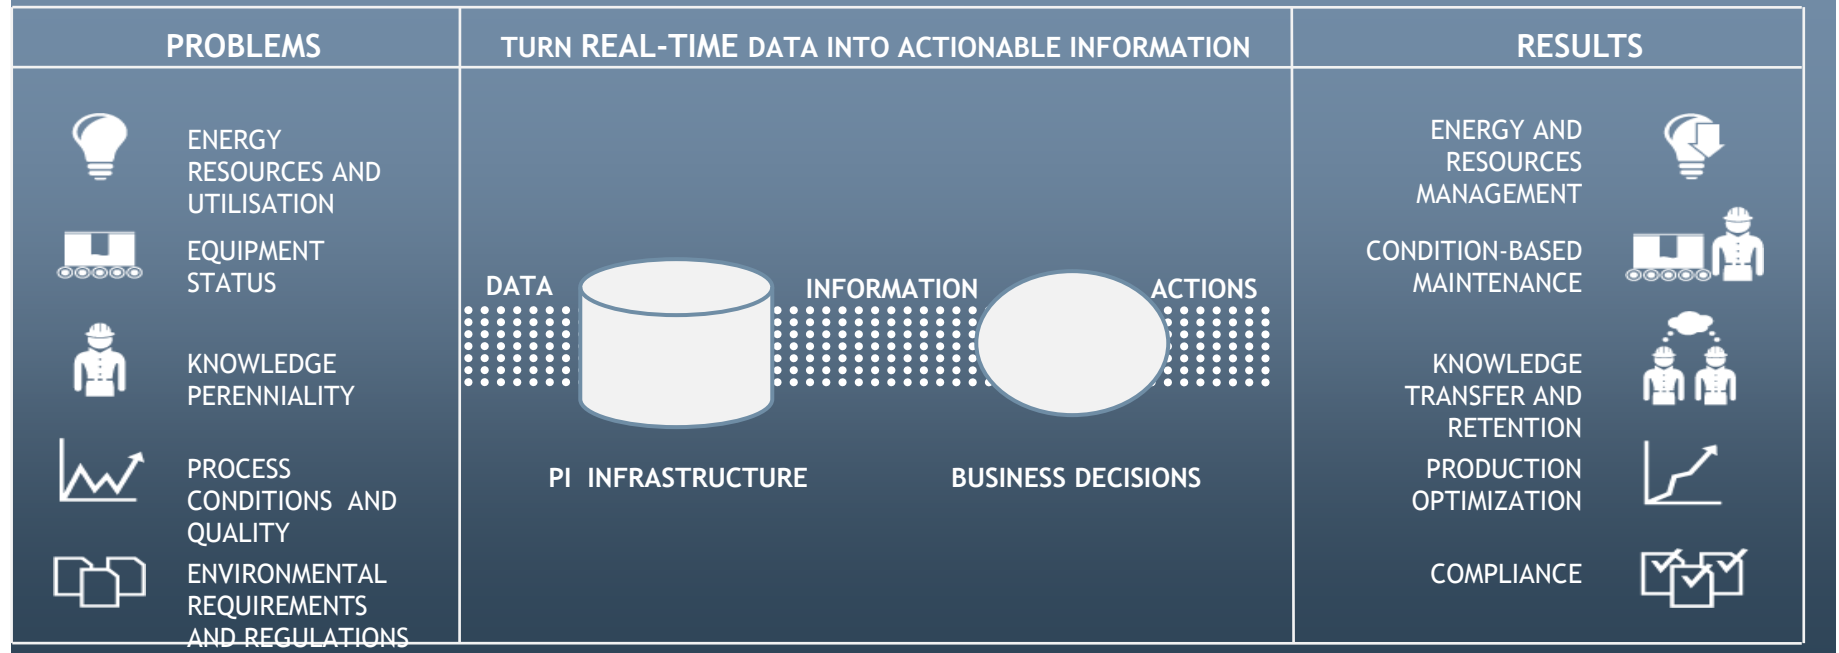 PROBLEMS
TURN REAL-TIME DATA INTO ACTIONABLE INFORMATION
RESULTS
ENERGY
RESOURCES AND
UTILISATION
EQUIPMENT
STATUS
KNOWLEDGE
PERENNIALITY
PROCESS
CONDITIONS AND
QUALITY
ENVIRONMENTAL
REQUIREMENTS
AND REGULATIONS
DATA
INFORMATION
ACTIONS
PI INFRASTRUCTURE
BUSINESS DECISIONS
ENERGY AND
RESOURCES
MANAGEMENT
CONDITION-BASED
MAINTENANCE
KNOWLEDGE
TRANSFER AND
RETENTION
PRODUCTION
OPTIMIZATION
COMPLIANCE